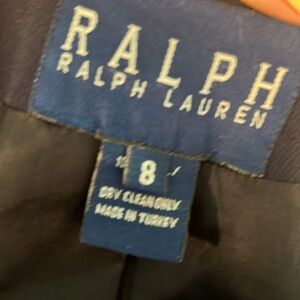 RALPH
RALPH LAUREN
8
DRY CLEAN ONLY
MADE IN TURKEY